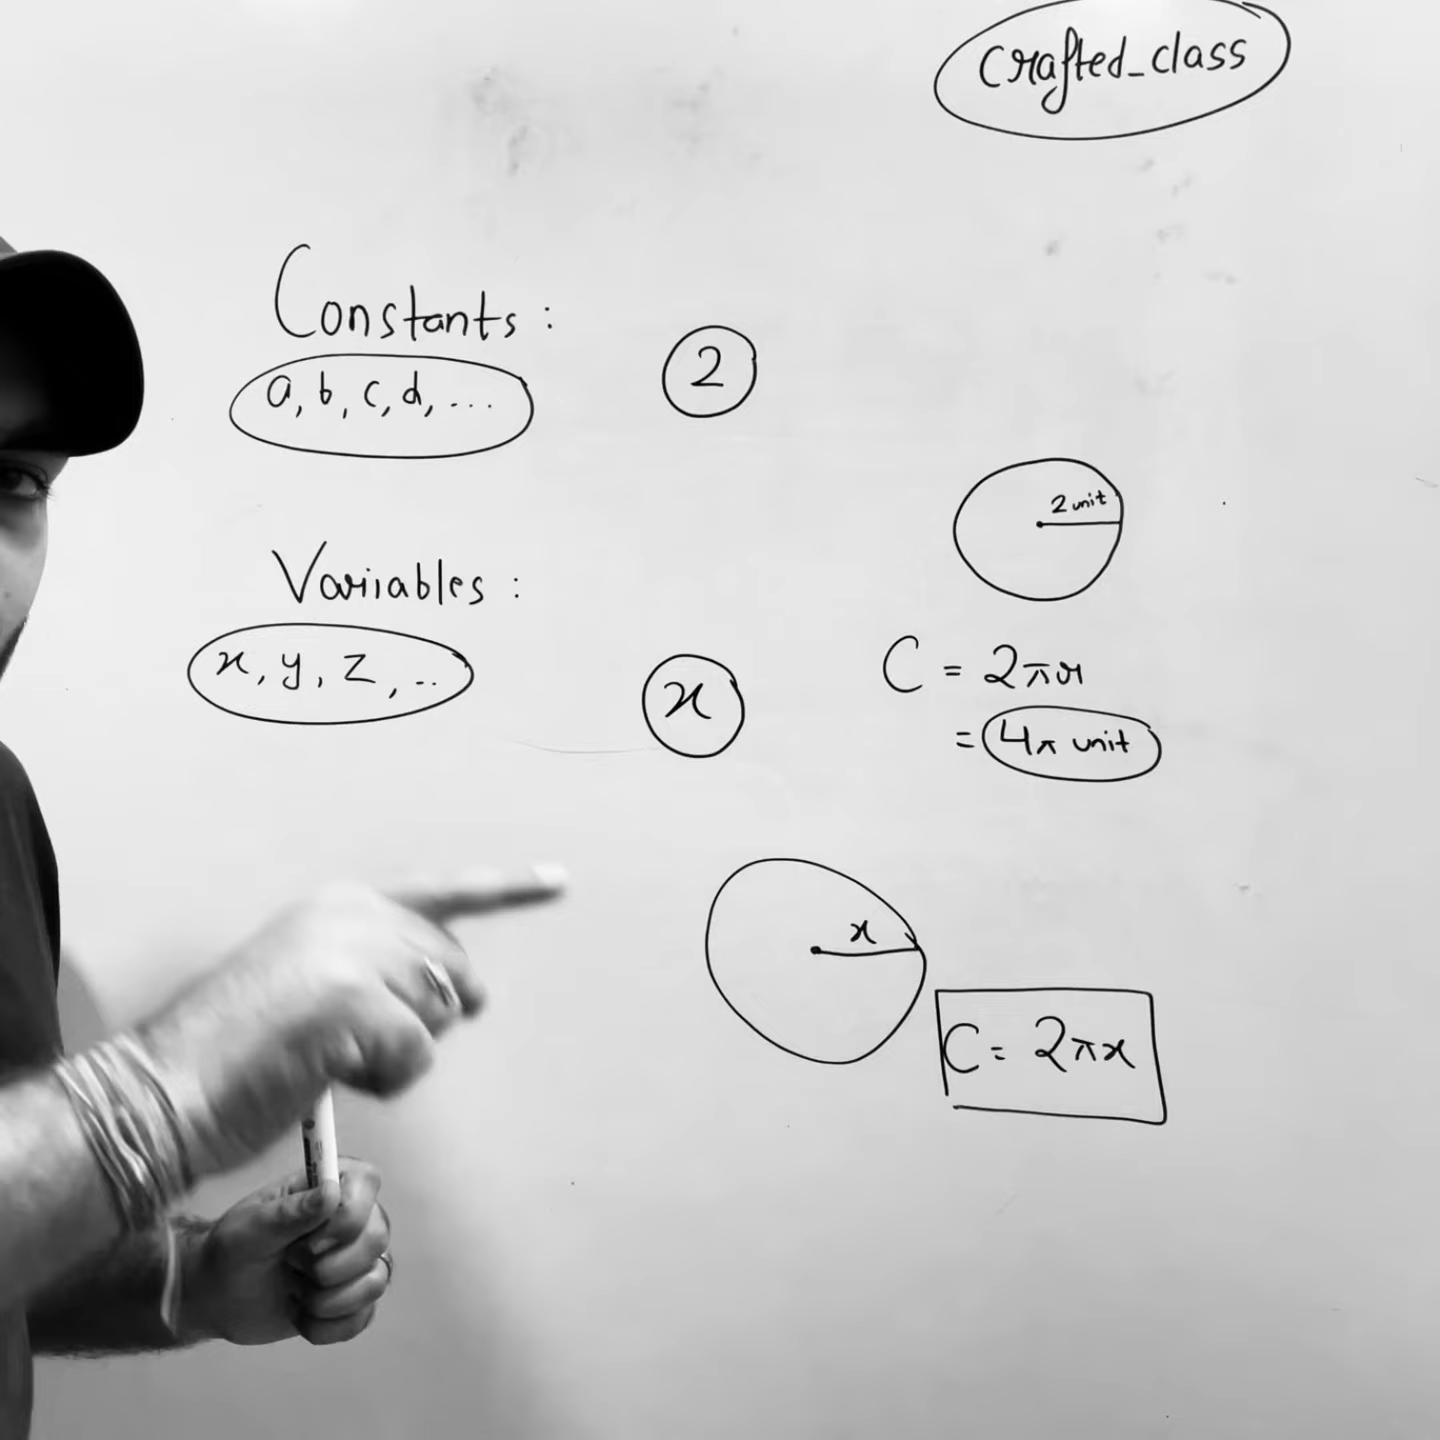 crafted_class
Constants :
a, b, c, d, ...
2
2 unit
Variables :
x, y, z, ..
x
C = 2πr
= 4π unit
x
C = 2πx